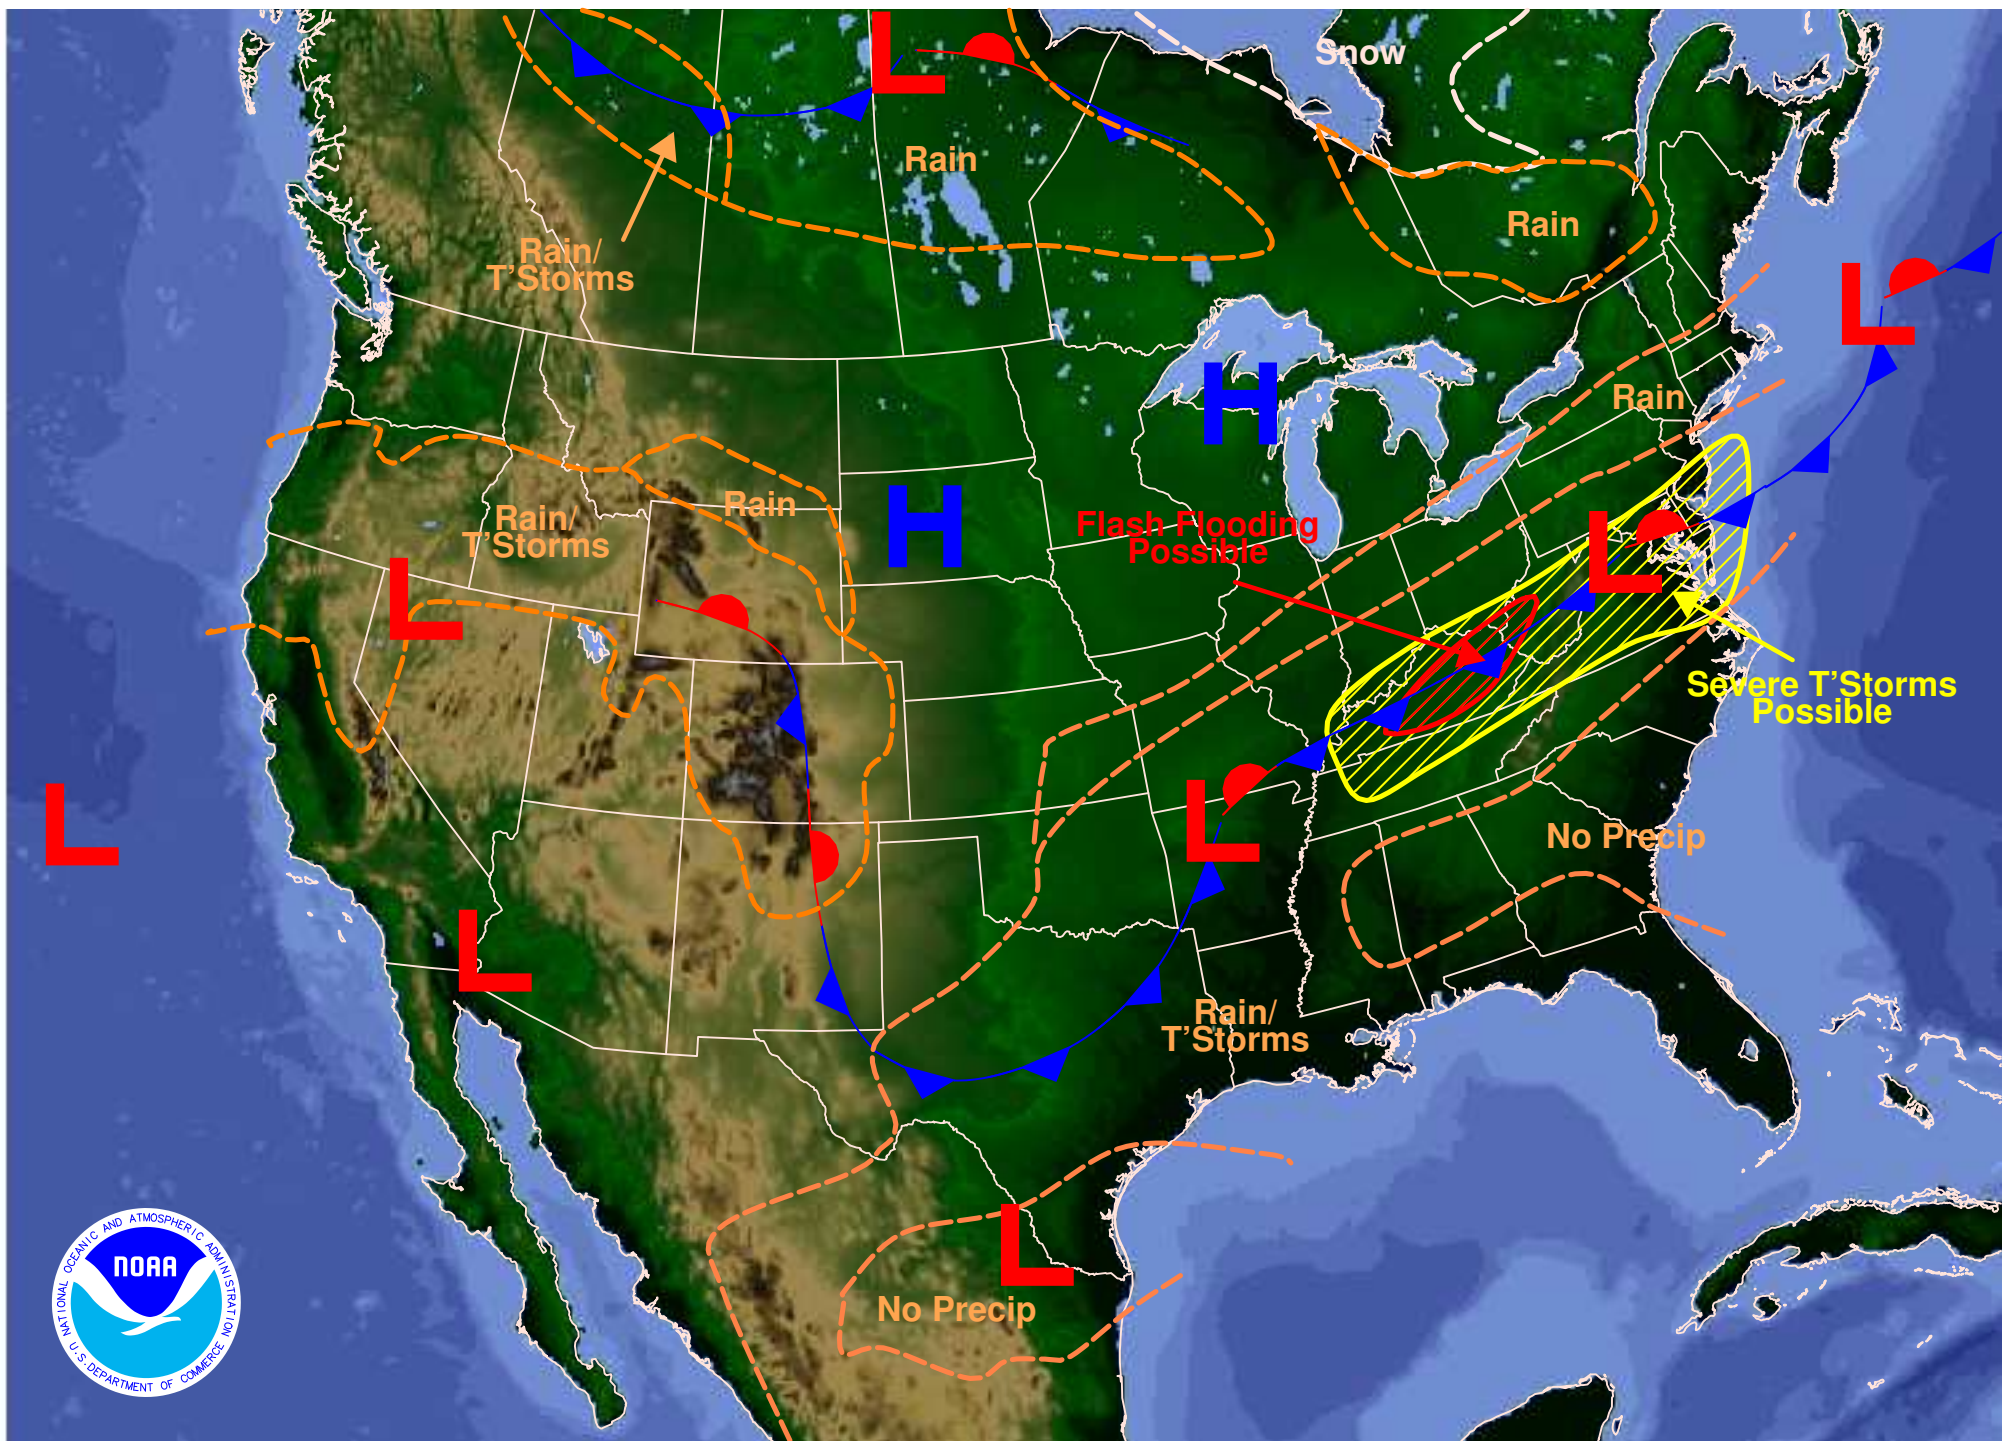 Snow
Rain
Rain
Rain/
T'Storms
H
L
L
Rain
Rain/
T'Storms
Rain
H
L
L
Flash Flooding
Possible
Severe T'Storms
Possible
L
L
No Precip
L
Rain/
T'Storms
L
No Precip
NATIONAL OCEANIC AND ATMOSPHERIC ADMINISTRATION
NOAA
U.S. DEPARTMENT OF COMMERCE